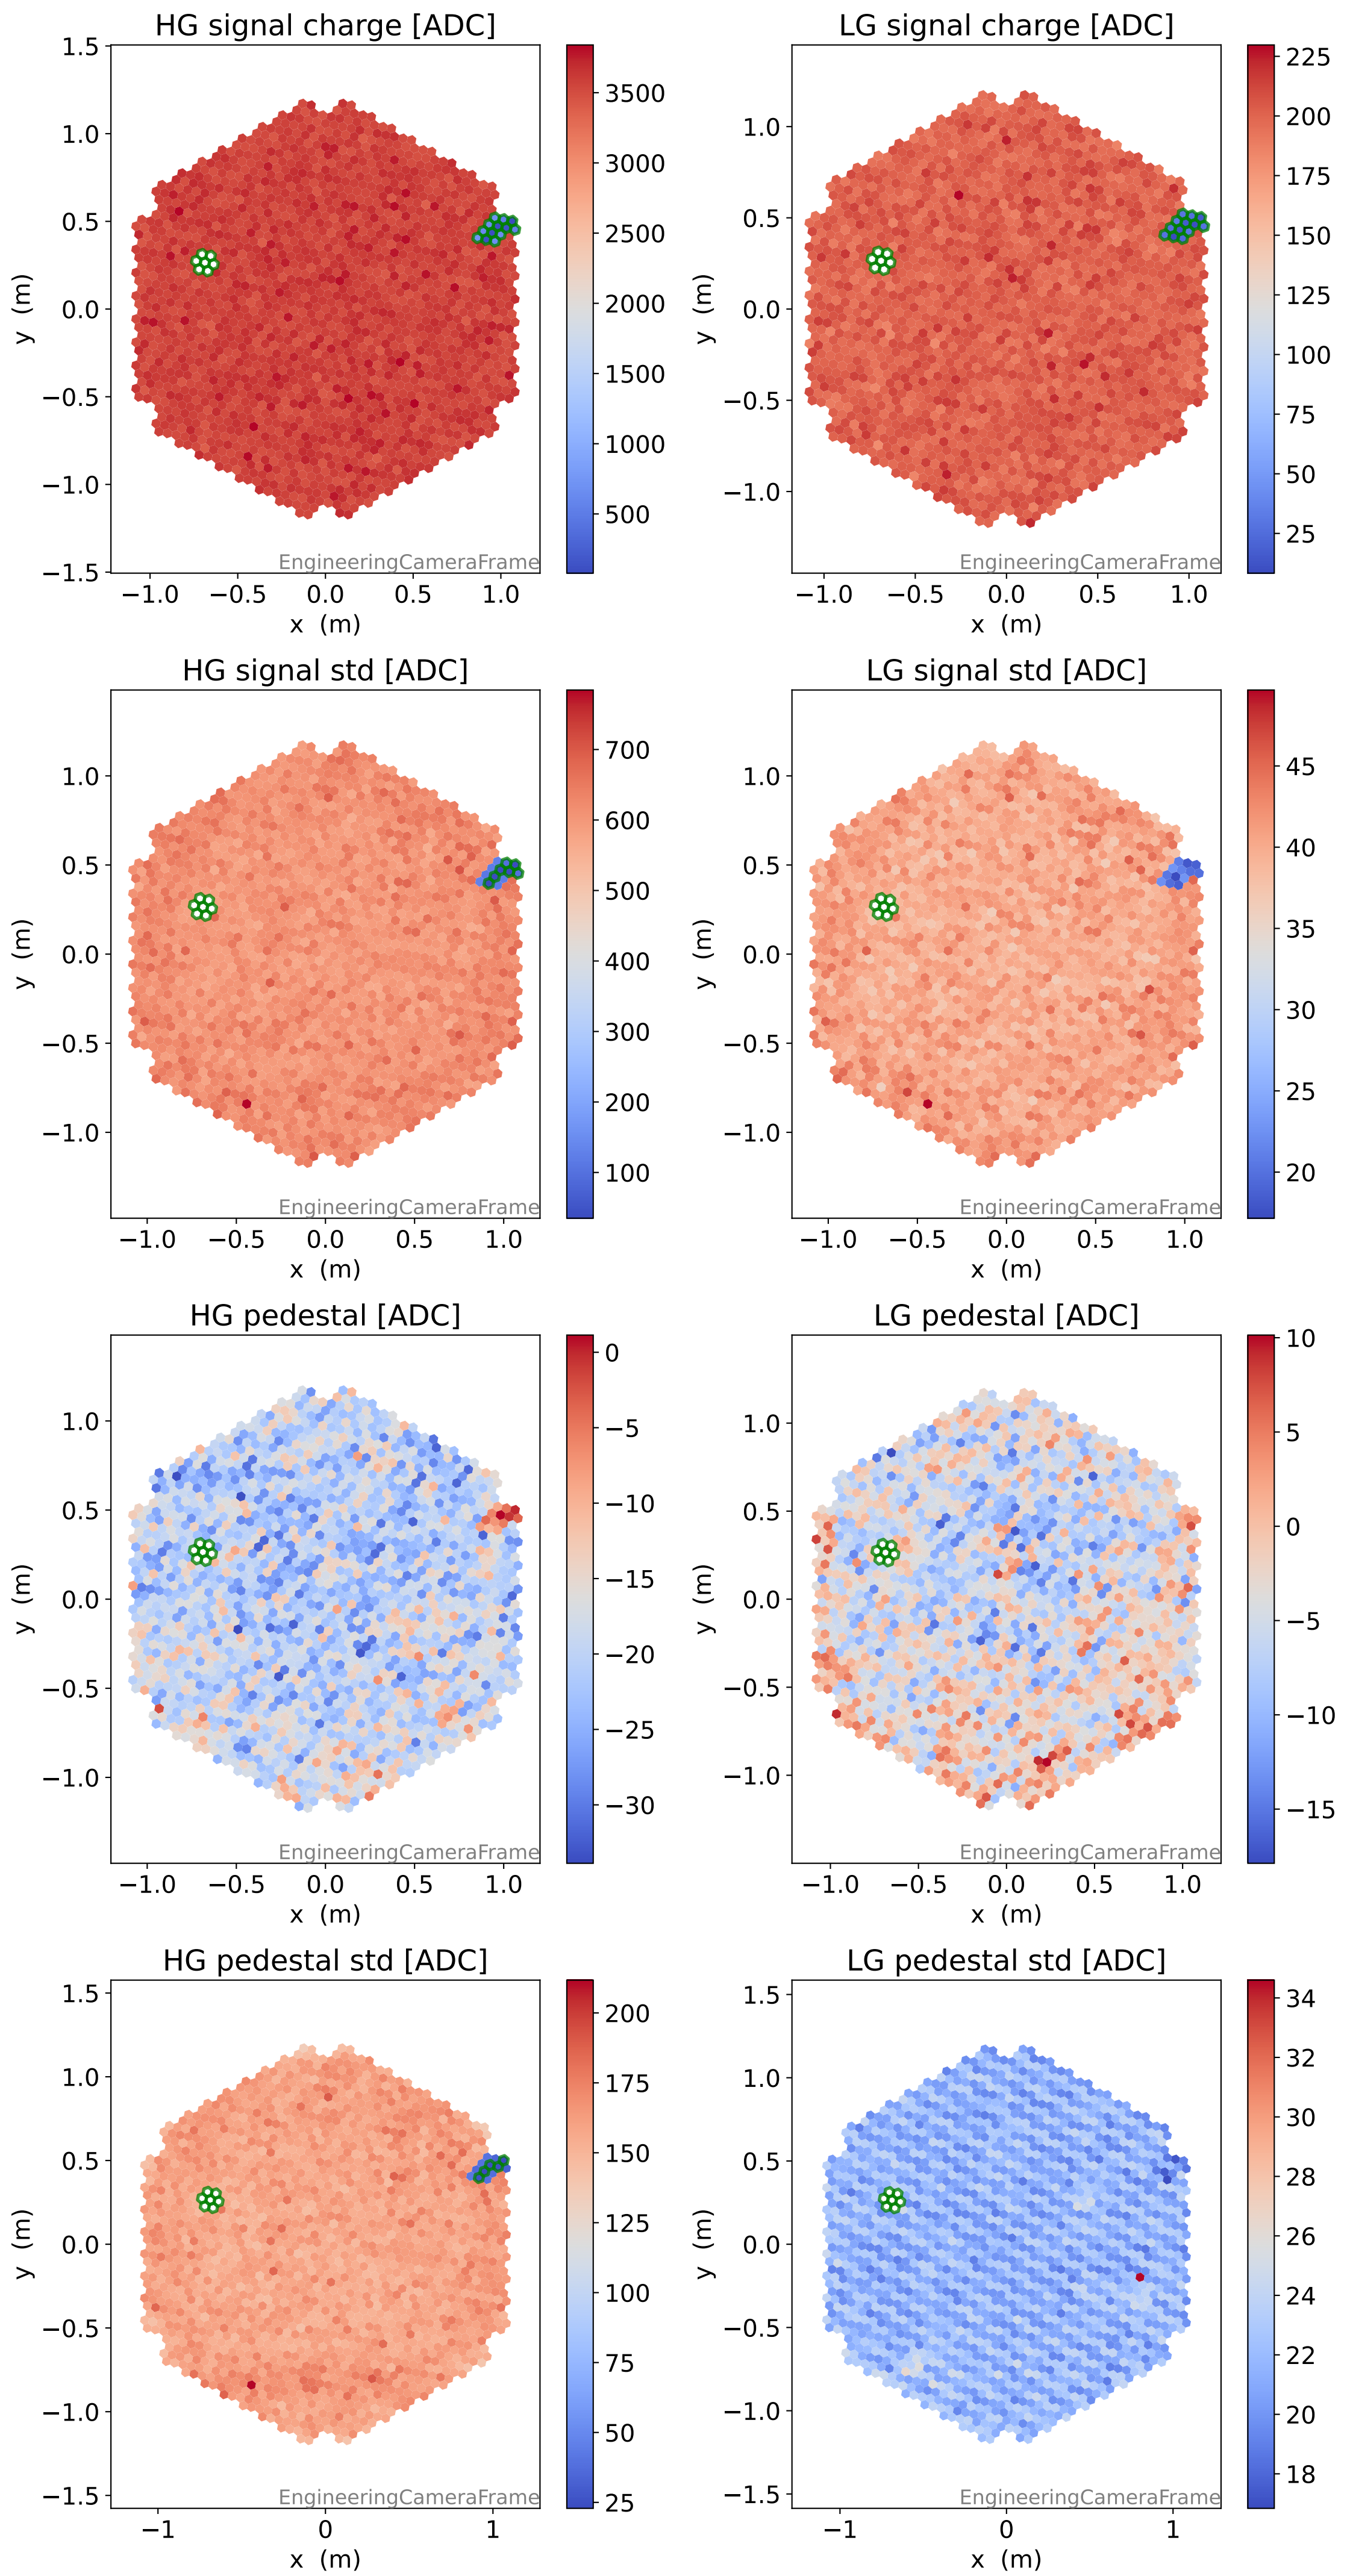 HG signal charge [ADC]
1.5
1.0
0.5
0.0
−0.5
−1.0
−1.5
y (m)
−1.0 −0.5 0.0 0.5 1.0
x (m)
EngineeringCameraFrame
3500
3000
2500
2000
1500
1000
500
LG signal charge [ADC]
1.0
0.5
0.0
−0.5
−1.0
y (m)
−1.0 −0.5 0.0 0.5 1.0
x (m)
EngineeringCameraFrame
225
200
175
150
125
100
75
50
25
HG signal std [ADC]
1.0
0.5
0.0
−0.5
−1.0
y (m)
−1.0 −0.5 0.0 0.5 1.0
x (m)
EngineeringCameraFrame
700
600
500
400
300
200
100
LG signal std [ADC]
1.0
0.5
0.0
−0.5
−1.0
y (m)
−1.0 −0.5 0.0 0.5 1.0
x (m)
EngineeringCameraFrame
45
40
35
30
25
20
HG pedestal [ADC]
1.0
0.5
0.0
−0.5
−1.0
y (m)
−1.0 −0.5 0.0 0.5 1.0
x (m)
EngineeringCameraFrame
0
−5
−10
−15
−20
−25
−30
LG pedestal [ADC]
1.0
0.5
0.0
−0.5
−1.0
y (m)
−1.0 −0.5 0.0 0.5 1.0
x (m)
EngineeringCameraFrame
10
5
0
−5
−10
−15
HG pedestal std [ADC]
1.5
1.0
0.5
0.0
−0.5
−1.0
−1.5
y (m)
−1 0 1
x (m)
EngineeringCameraFrame
200
175
150
125
100
75
50
25
LG pedestal std [ADC]
1.5
1.0
0.5
0.0
−0.5
−1.0
−1.5
y (m)
−1 0 1
x (m)
EngineeringCameraFrame
34
32
30
28
26
24
22
20
18